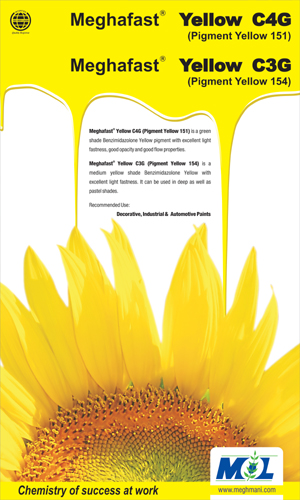 Meghafast® Yellow C4G
(Pigment Yellow 151)
Meghafast® Yellow C3G
(Pigment Yellow 154)
Meghafast® Yellow C4G (Pigment Yellow 151) is a green
shade Benzimidazolone Yellow pigment with excellent light
fastness, good opacity and good flow properties.
Meghafast® Yellow C3G (Pigment Yellow 154) is a
medium yellow shade Benzimidazolone Yellow with
excellent light fastness. It can be used in deep as well as
pastel shades.
Recommended Use:
Decorative, Industrial & Automotive Paints
MOL
Chemistry of success at work
www.meghmani.com